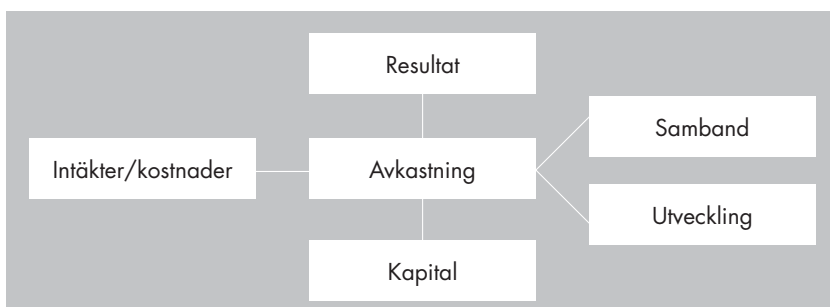 Resultat
Samband
Intäkter/kostnader
Avkastning
Utveckling
Kapital